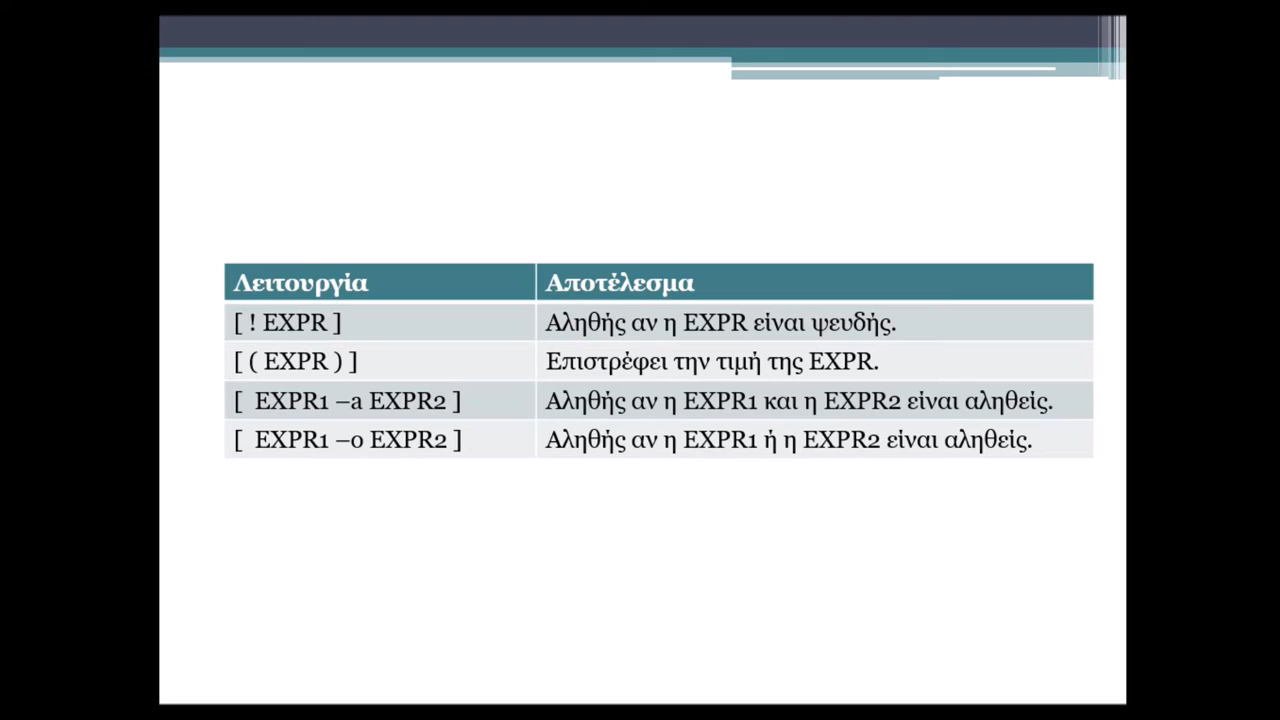 Λειτουργία Αποτέλεσμα
[ ! EXPR ] Αληθής αν η EXPR είναι ψευδής.
[ ( EXPR ) ] Επιστρέφει την τιμή της EXPR.
[ EXPR1 –a EXPR2 ] Αληθής αν η EXPR1 και η EXPR2 είναι αληθείς.
[ EXPR1 –o EXPR2 ] Αληθής αν η EXPR1 ή η EXPR2 είναι αληθείς.